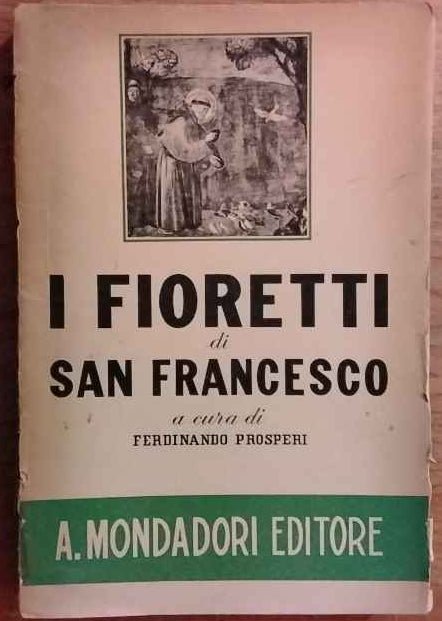 I FIORETTI
di
SAN FRANCESCO
a cura di
FERDINANDO PROSPERI
A. MONDADORI EDITORE